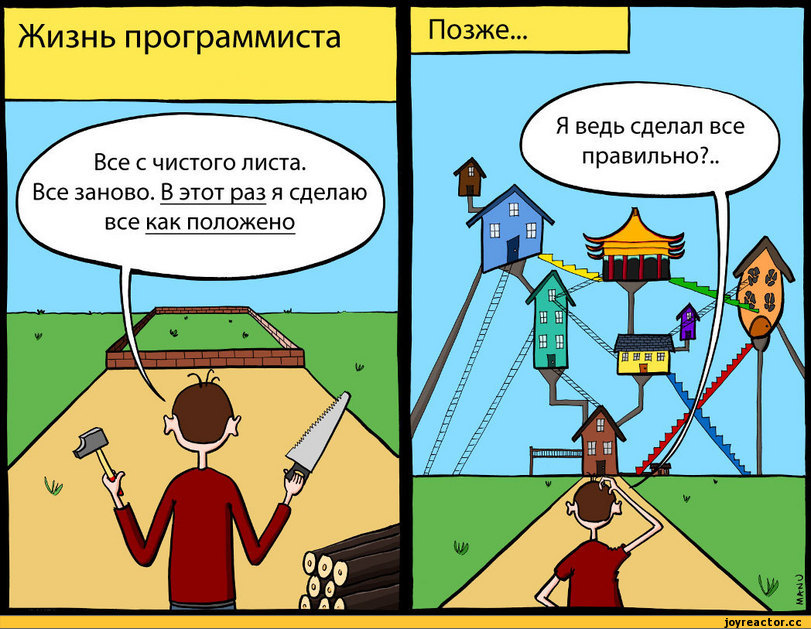 Жизнь программиста
Позже...
Все с чистого листа.
Все заново. В этот раз я сделаю
все как положено
Я ведь сделал все
правильно?..
MANU
joyreactor.cc